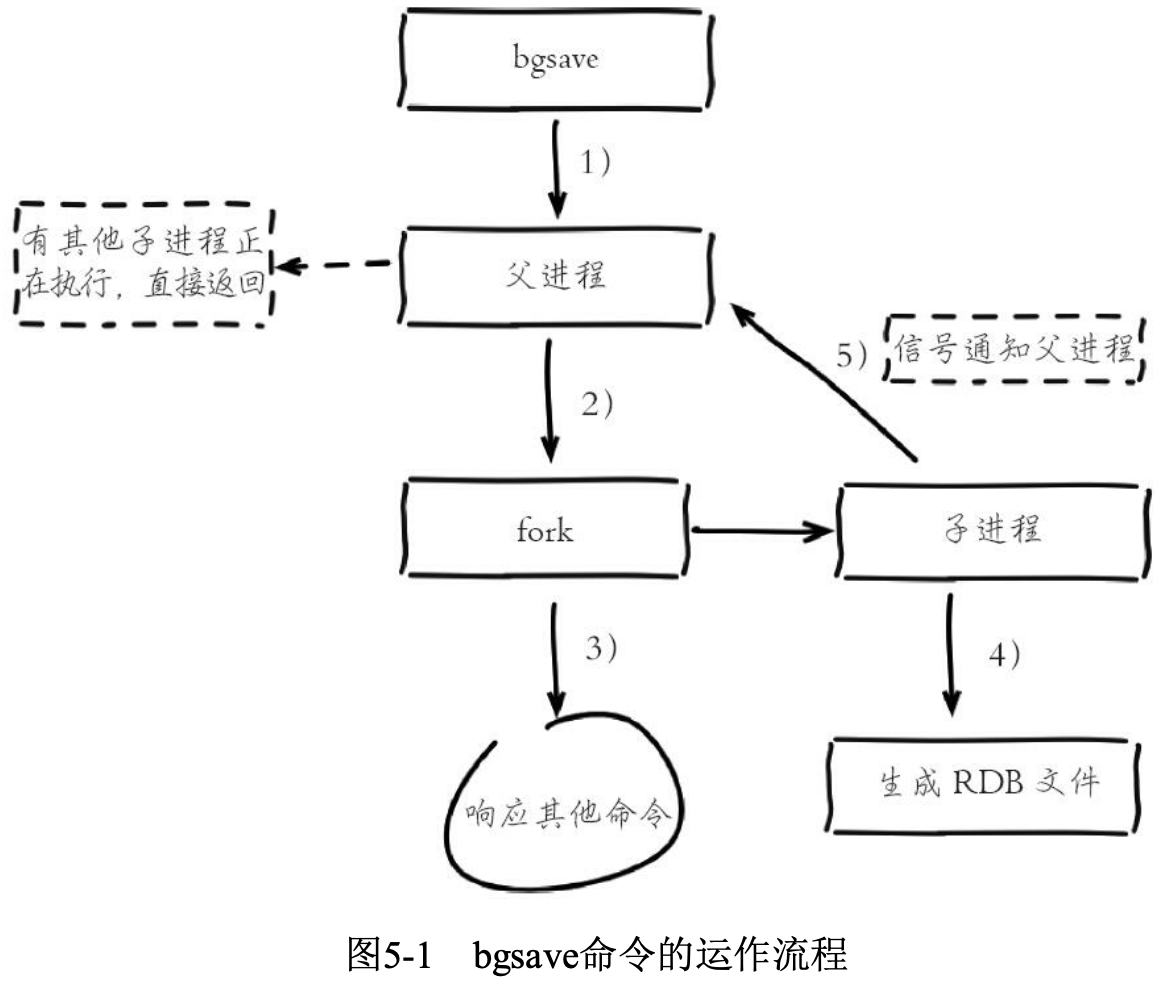 bgsave
1)
有其他子进程正
在执行，直接返回
父进程
5)
信号通知父进程
2)
fork
子进程
3)
4)
生成 RDB 文件
响应其他命令
图5-1 bgsave命令的运作流程